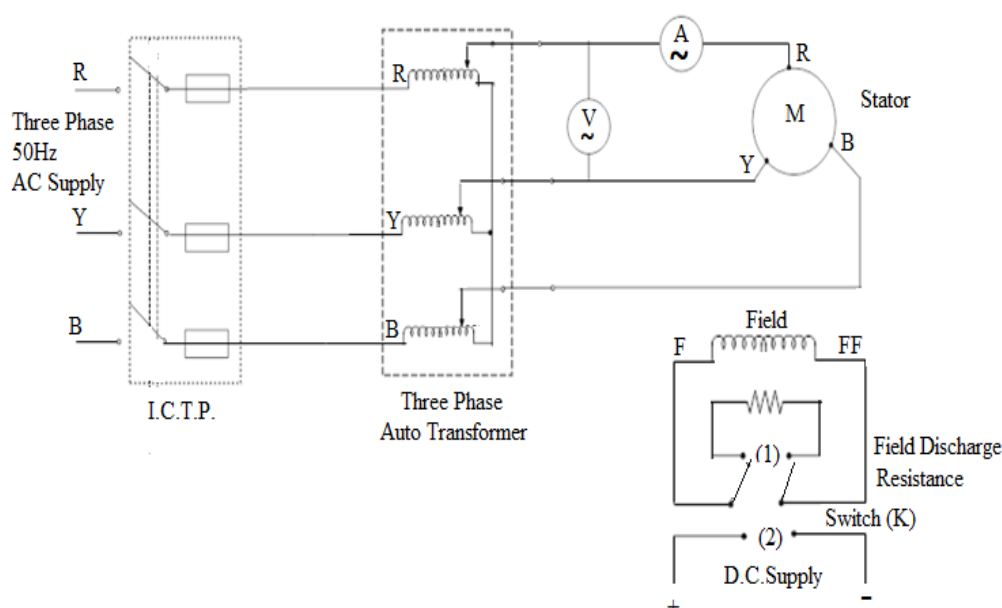 R
Three Phase
50Hz
AC Supply
Y
B
I.C.T.P.
R
Y
B
Three Phase
Auto Transformer
A
~
V
~
R
M
Y
B
Stator
Field
F
FF
(1)
Field Discharge
Resistance
Switch (K)
(2)
D.C.Supply
+
-